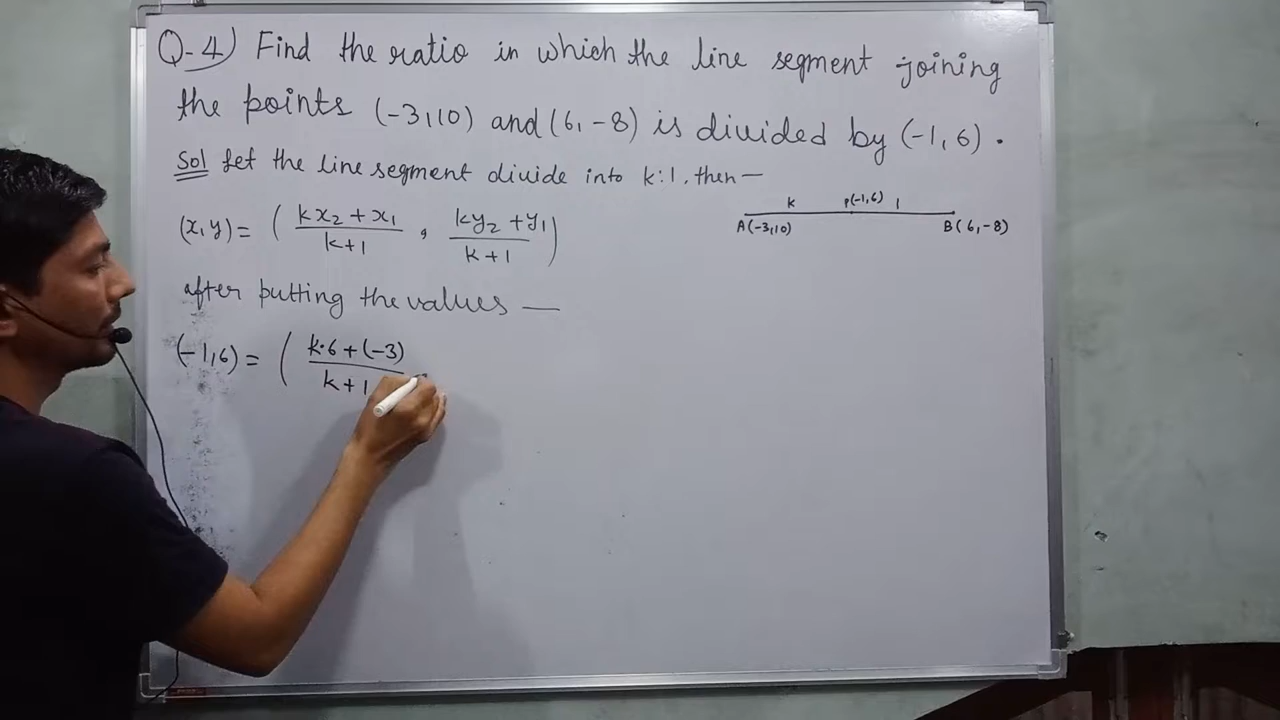 Q-4) Find the ratio in which the line segment joining
the points (-3,10) and (6,-8) is divided by (-1,6).
Sol Let the line segment divide into k:1, then —
(x,y) = ( kx₂ + x₁ / k+1 , ky₂ + y₁ / k+1 )
k P(-1,6) 1
A(-3,10) B(6,-8)
after putting the values —
(-1,6) = ( k·6 + (-3) / k+1